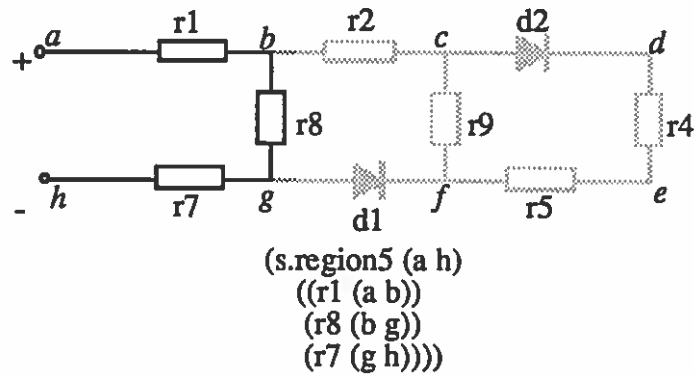 r1 r2 d2
a b c d
+
r8 r9 r4
h g f e
-
r7 d1 r5
(s.region5 (a h)
((r1 (a b))
(r8 (b g))
(r7 (g h))))